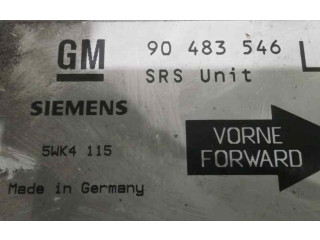 GM 90 483 546 L
SRS Unit
SIEMENS
5WK4 115
VORNE
FORWARD
Made in Germany